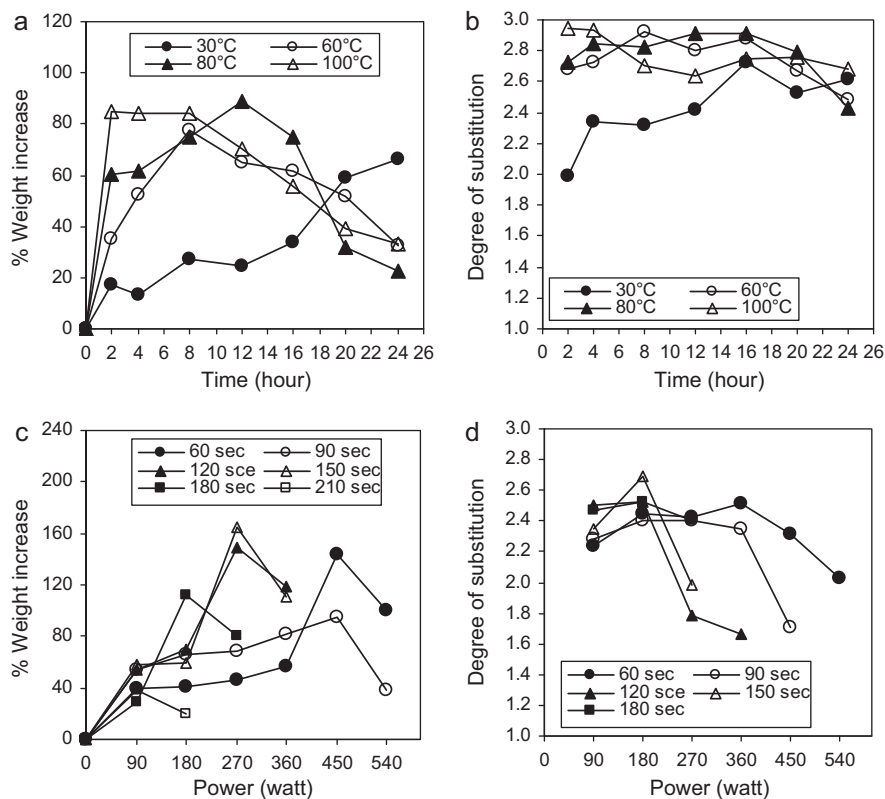 a
% Weight increase
120
100
80
60
40
20
0
30°C 60°C
80°C 100°C
0 2 4 6 8 10 12 14 16 18 20 22 24 26
Time (hour)
b
Degree of substitution
3.0
2.8
2.6
2.4
2.2
2.0
1.8
1.6
1.4
1.2
1.0
30°C 60°C
80°C 100°C
0 2 4 6 8 10 12 14 16 18 20 22 24 26
Time (hour)
c
% Weight increase
240
200
160
120
80
40
0
60 sec 90 sec
120 sce 150 sec
180 sec 210 sec
0 90 180 270 360 450 540
Power (watt)
d
Degree of substitution
3.0
2.8
2.6
2.4
2.2
2.0
1.8
1.6
1.4
1.2
1.0
60 sec 90 sec
120 sce 150 sec
180 sec
0 90 180 270 360 450 540
Power (watt)